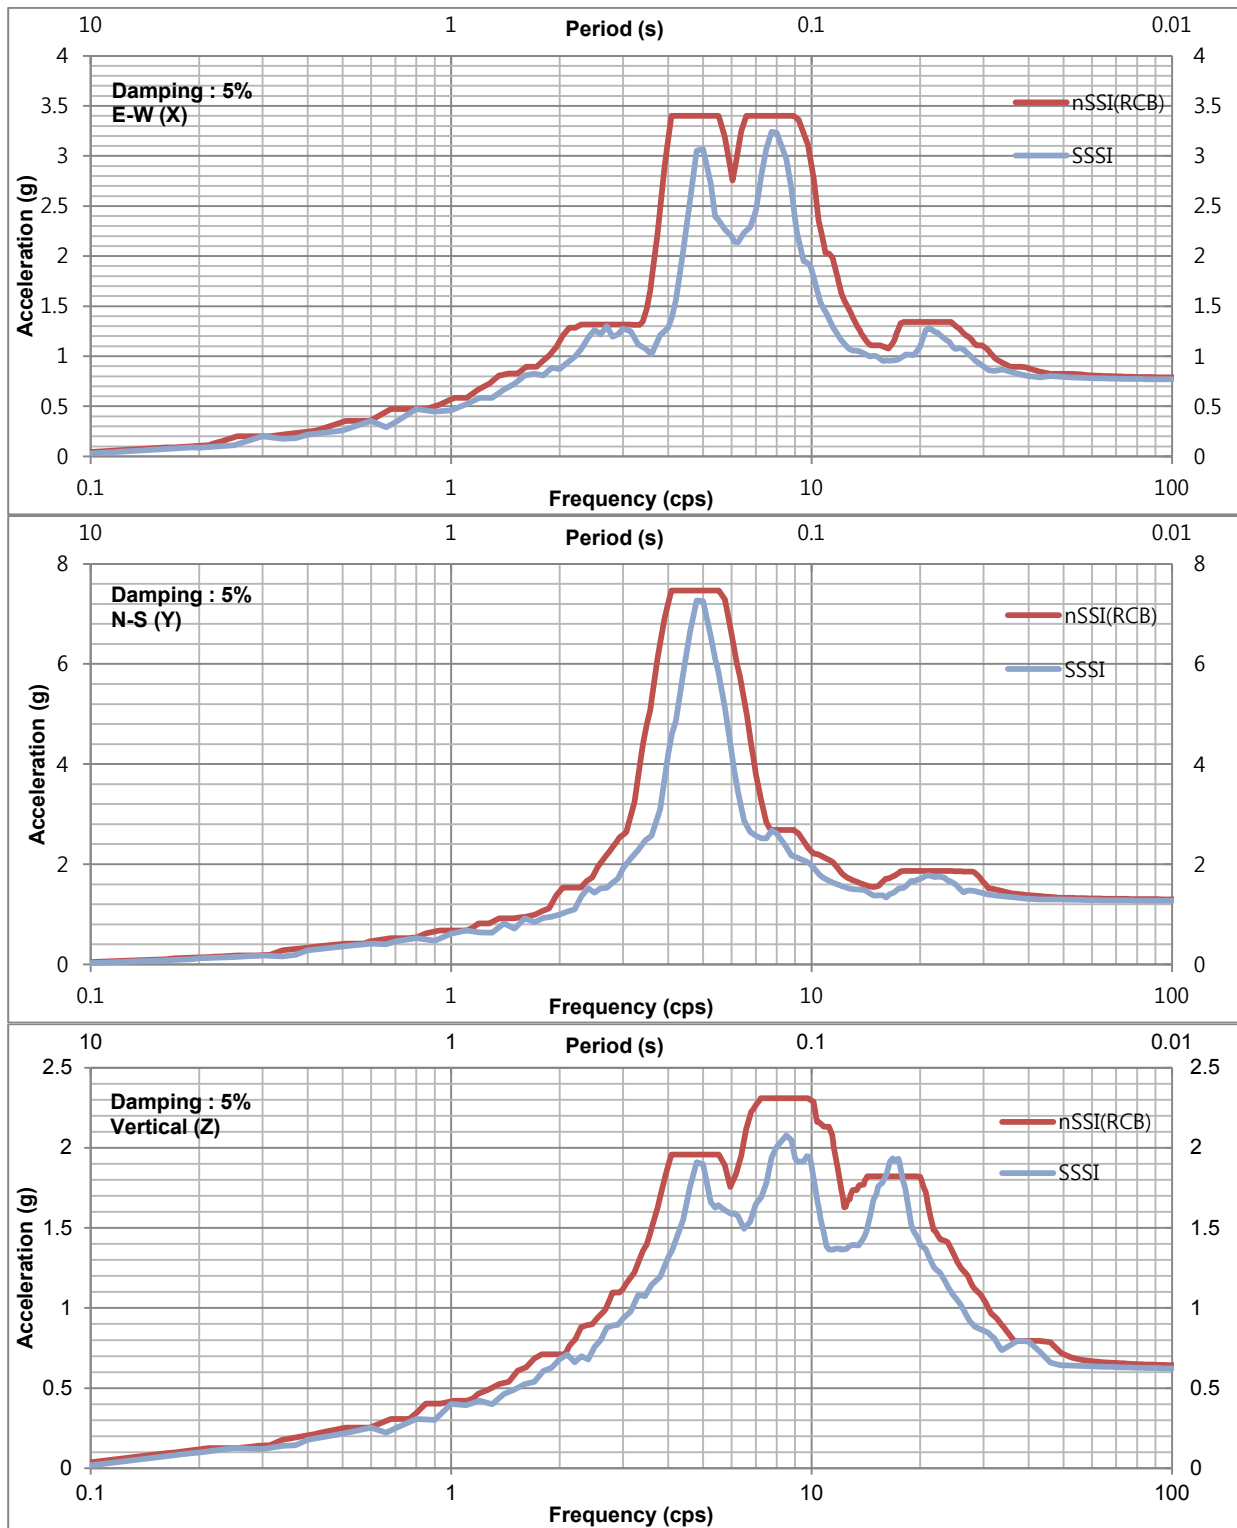 10 1 Period (s) 0.1 0.01
4 4
Damping : 5%
E-W (X)
nSSI(RCB)
3.5 3.5
SSSI
3 3
2.5 2.5
Acceleration (g)
2 2
1.5 1.5
1 1
0.5 0.5
0 0
0.1 1 10 100
Frequency (cps)
10 1 Period (s) 0.1 0.01
8 8
Damping : 5%
N-S (Y)
nSSI(RCB)
SSSI
6 6
Acceleration (g)
4 4
2 2
0 0
0.1 1 10 100
Frequency (cps)
10 1 Period (s) 0.1 0.01
2.5 2.5
Damping : 5%
Vertical (Z)
nSSI(RCB)
2 2
SSSI
1.5 1.5
Acceleration (g)
1 1
0.5 0.5
0 0
0.1 1 10 100
Frequency (cps)